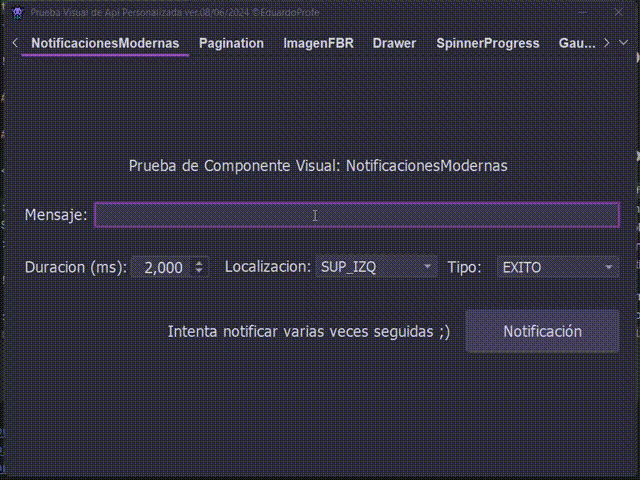 Prueba Visual de Api Personalizada ver.08/06/2024 ©EduardoProfe
NotificacionesModernas Pagination ImagenFBR Drawer SpinnerProgress Gau...
Prueba de Componente Visual: NotificacionesModernas
Mensaje:
Duracion (ms): 2,000 Localizacion: SUP_IZQ Tipo: EXITO
Intenta notificar varias veces seguidas ;) Notificación